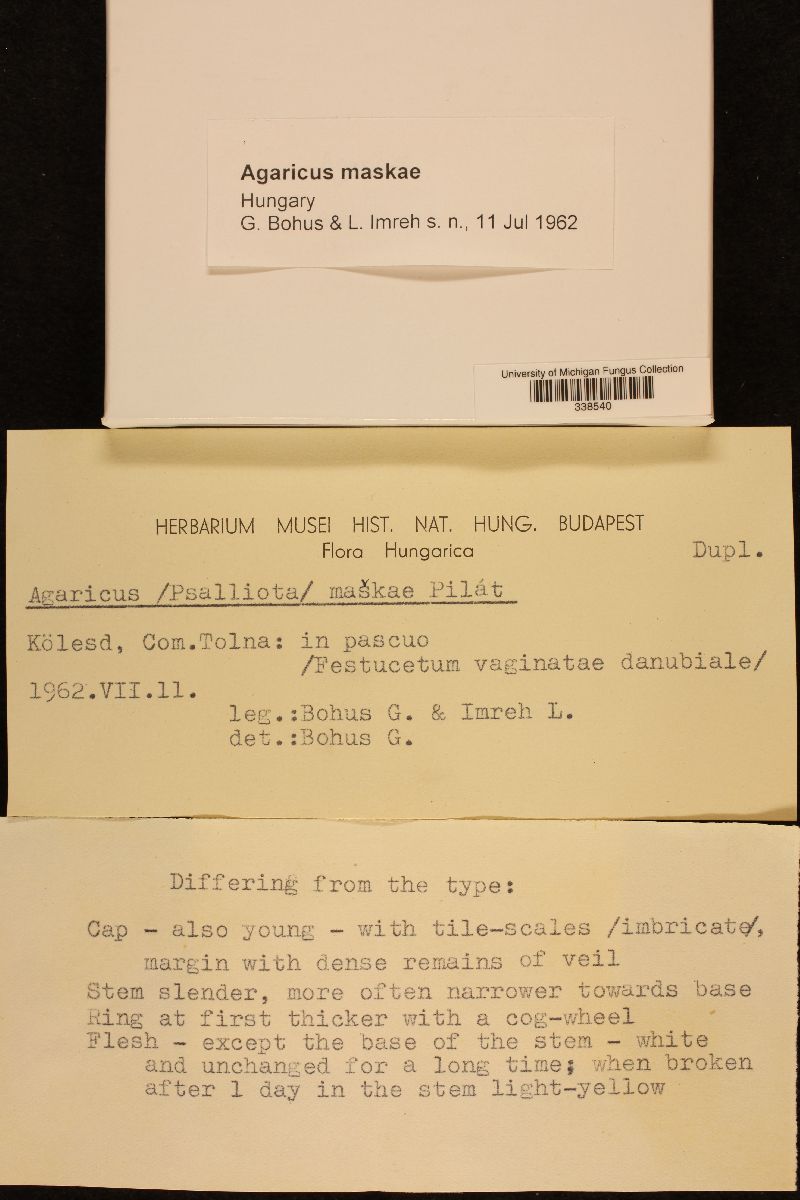 Agaricus maskae
Hungary
G. Bohus & L. Imreh s. n., 11 Jul 1962
University of Michigan Fungus Collection
338540
HERBARIUM MUSEI HIST. NAT. HUNG. BUDAPEST
Flora Hungarica
Dupl.
Agaricus /Psalliota/ maškae Pilát
Kölesd, Com.Tolna: in pascuo
/Festucetum vaginatae danubiale/
1962.VII.11.
leg.:Bohus G. & Imreh L.
det.:Bohus G.
Differing from the type:
Cap - also young - with tile-scales /imbricate/,
margin with dense remains of veil
Stem slender, more often narrower towards base
Ring at first thicker with a cog-wheel
Flesh - except the base of the stem - white
and unchanged for a long time; when broken
after 1 day in the stem light-yellow